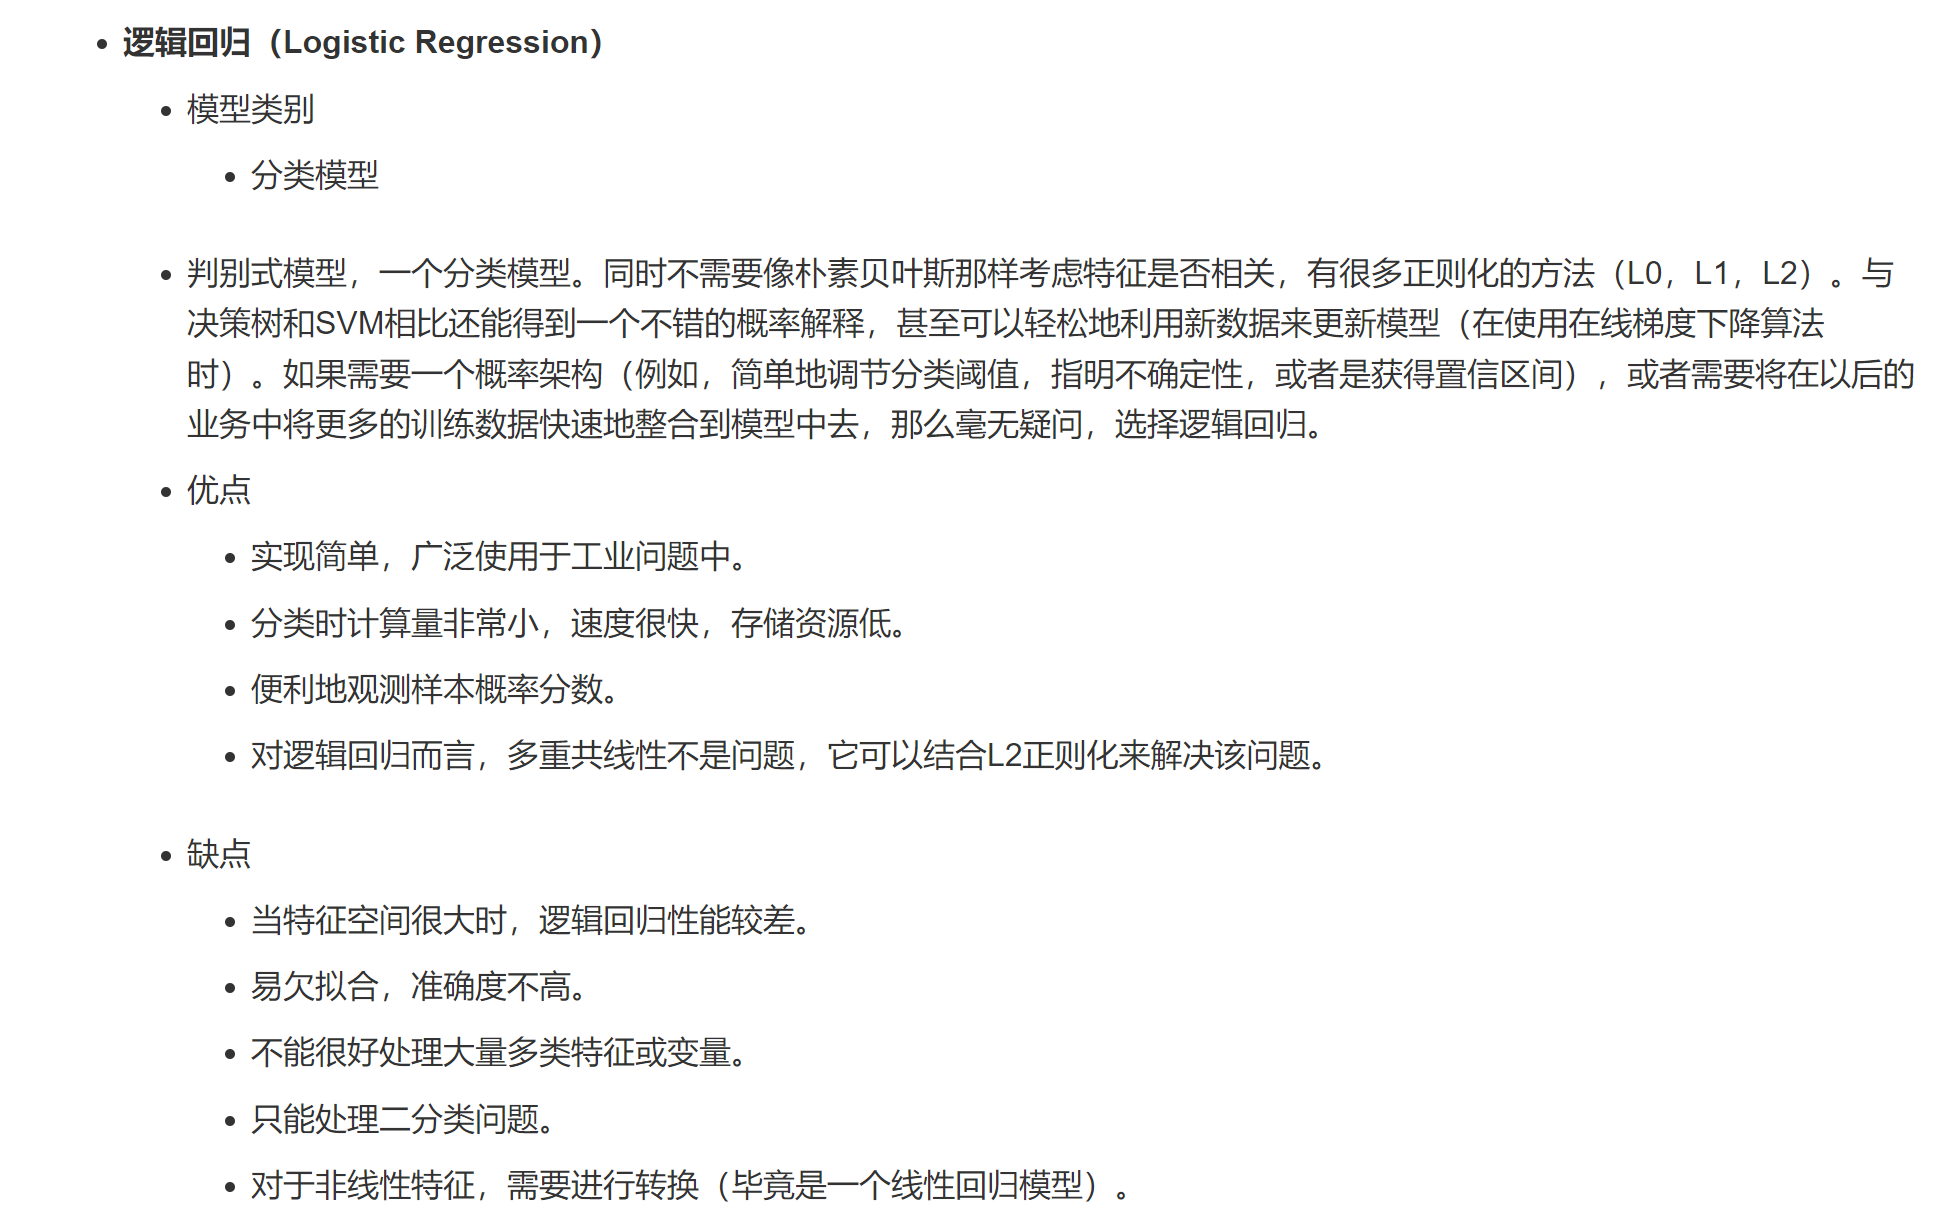 逻辑回归（Logistic Regression）
模型类别
分类模型
判别式模型，一个分类模型。同时不需要像朴素贝叶斯那样考虑特征是否相关，有很多正则化的方法（L0，L1，L2）。与
决策树和SVM相比还能得到一个不错的概率解释，甚至可以轻松地利用新数据来更新模型（在使用在线梯度下降算法
时）。如果需要一个概率架构（例如，简单地调节分类阈值，指明不确定性，或者是获得置信区间），或者需要将在以后的
业务中将更多的训练数据快速地整合到模型中去，那么毫无疑问，选择逻辑回归。
优点
实现简单，广泛使用于工业问题中。
分类时计算量非常小，速度很快，存储资源低。
便利地观测样本概率分数。
对逻辑回归而言，多重共线性不是问题，它可以结合L2正则化来解决该问题。
缺点
当特征空间很大时，逻辑回归性能较差。
易欠拟合，准确度不高。
不能很好处理大量多类特征或变量。
只能处理二分类问题。
对于非线性特征，需要进行转换（毕竟是一个线性回归模型）。